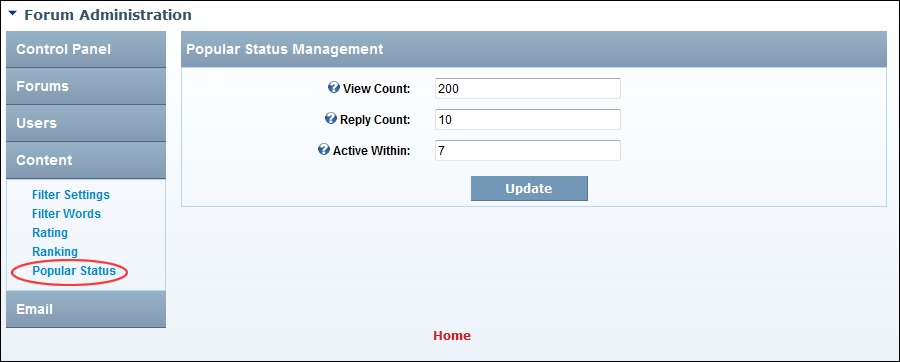 Forum Administration
Control Panel
Forums
Users
Content
Filter Settings
Filter Words
Rating
Ranking
Popular Status
Email
Popular Status Management
View Count: 200
Reply Count: 10
Active Within: 7
Update
Home